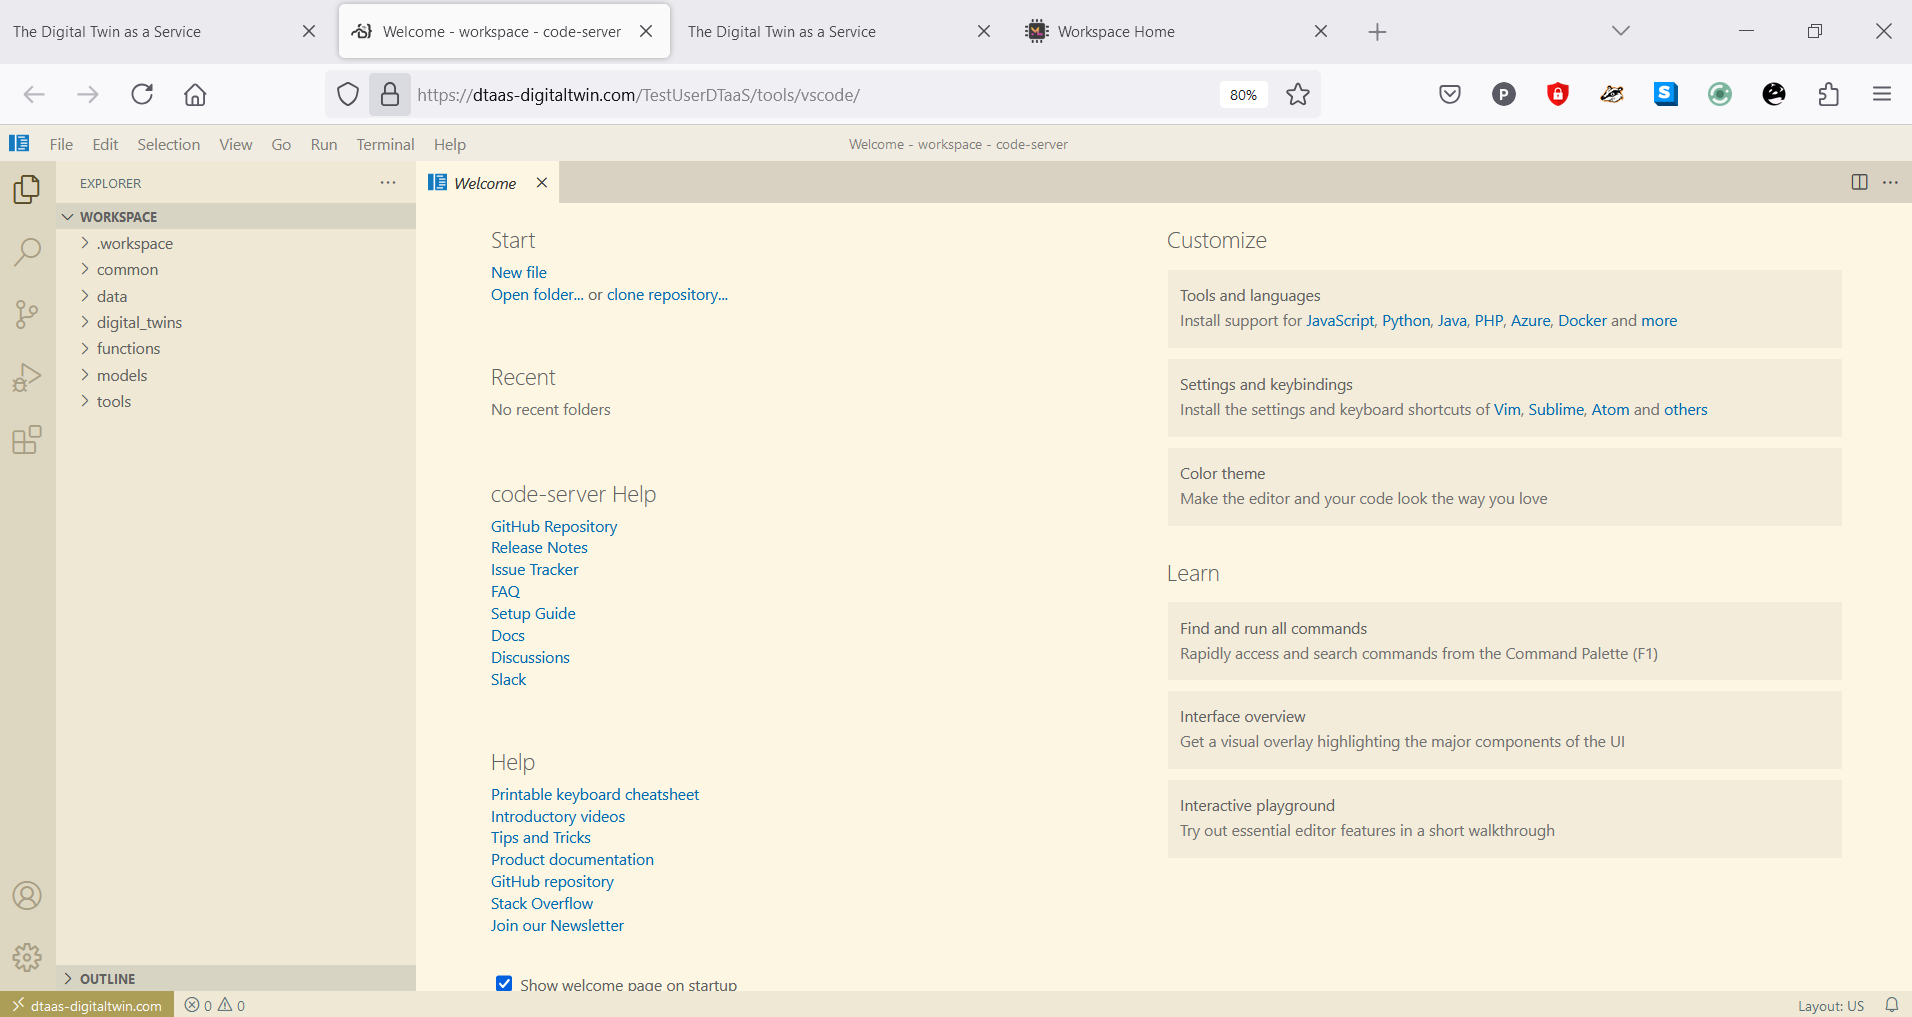 The Digital Twin as a Service
Welcome - workspace - code-server
The Digital Twin as a Service
Workspace Home
https://dtaas-digitaltwin.com/TestUserDTaaS/tools/vscode/
80%
File Edit Selection View Go Run Terminal Help
Welcome - workspace - code-server
EXPLORER
WORKSPACE
.workspace
common
data
digital_twins
functions
models
tools
OUTLINE
Welcome
Start
New file
Open folder... or clone repository...
Recent
No recent folders
code-server Help
GitHub Repository
Release Notes
Issue Tracker
FAQ
Setup Guide
Docs
Discussions
Slack
Help
Printable keyboard cheatsheet
Introductory videos
Tips and Tricks
Product documentation
GitHub repository
Stack Overflow
Join our Newsletter
Show welcome page on startup
Customize
Tools and languages
Install support for JavaScript, Python, Java, PHP, Azure, Docker and more
Settings and keybindings
Install the settings and keyboard shortcuts of Vim, Sublime, Atom and others
Color theme
Make the editor and your code look the way you love
Learn
Find and run all commands
Rapidly access and search commands from the Command Palette (F1)
Interface overview
Get a visual overlay highlighting the major components of the UI
Interactive playground
Try out essential editor features in a short walkthrough
dtaas-digitaltwin.com
0 0
Layout: US